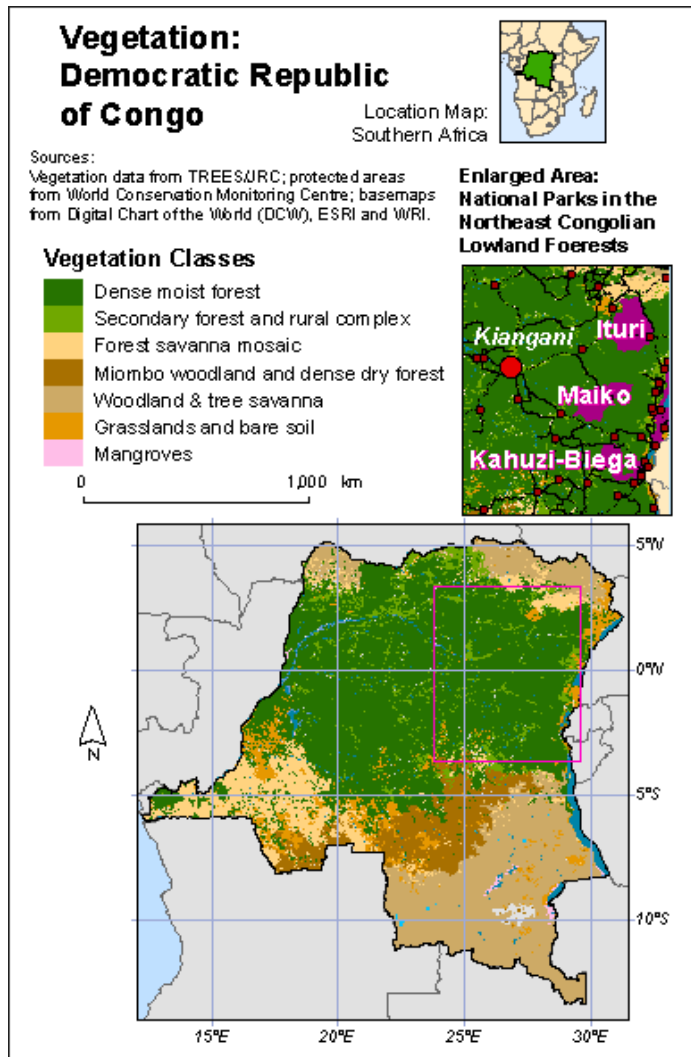 Vegetation:
Democratic Republic
of Congo
Location Map:
Southern Africa
Sources:
Vegetation data from TREES/JRC; protected areas
from World Conservation Monitoring Centre; basemaps
from Digital Chart of the World (DCW), ESRI and WRI.
Enlarged Area:
National Parks in the
Northeast Congolian
Lowland Foerests
Vegetation Classes
Dense moist forest
Secondary forest and rural complex
Forest savanna mosaic
Miombo woodland and dense dry forest
Woodland & tree savanna
Grasslands and bare soil
Mangroves
0 1,000 km
Ituri
Kiangani
Maiko
Kahuzi-Biega
5°W
0°W
5°S
10°S
N
15°E 20°E 25°E 30°E